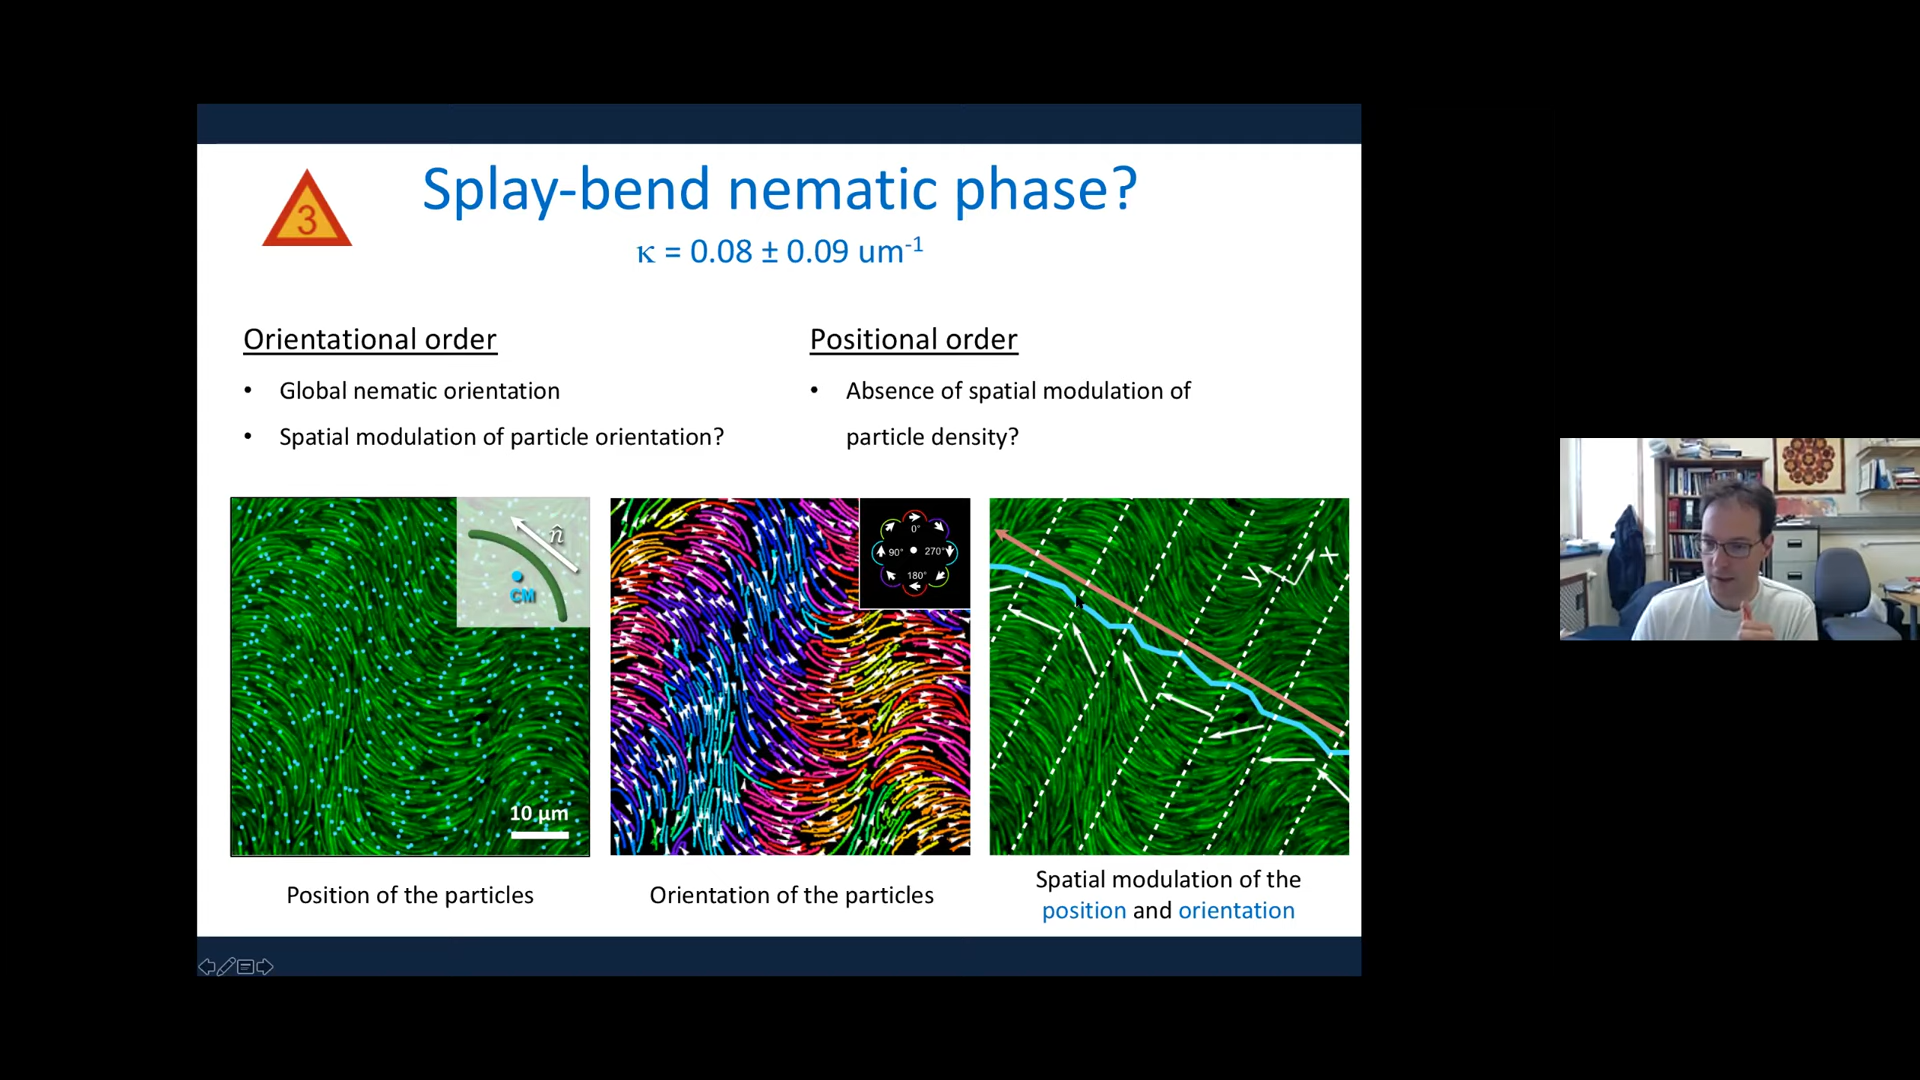 3
Splay-bend nematic phase?
κ = 0.08 ± 0.09 um-1
Orientational order
• Global nematic orientation
• Spatial modulation of particle orientation?
Positional order
• Absence of spatial modulation of
particle density?
n̂
CM
10 μm
0°
90°
270°
180°
y
x
Position of the particles
Orientation of the particles
Spatial modulation of the
position and orientation